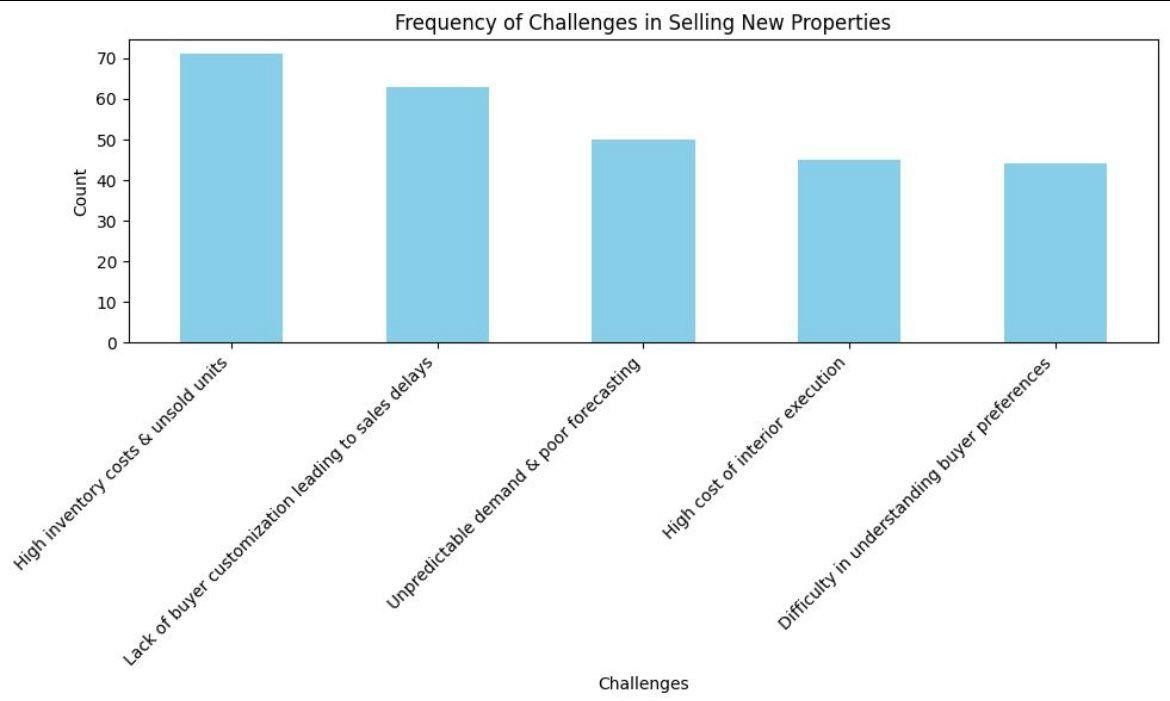 Frequency of Challenges in Selling New Properties
Count
70
60
50
40
30
20
10
0
High inventory costs & unsold units
Lack of buyer customization leading to sales delays
Unpredictable demand & poor forecasting
High cost of interior execution
Difficulty in understanding buyer preferences
Challenges